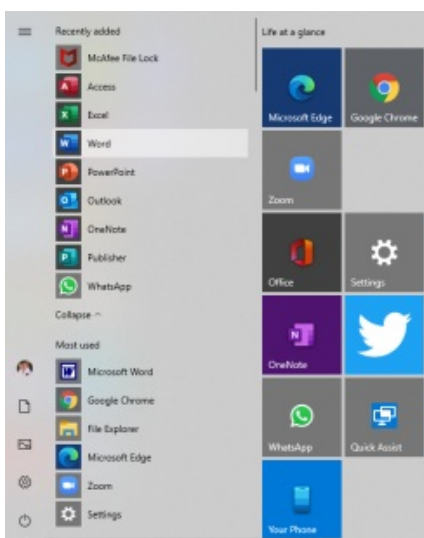 Recently added
McAfee File Lock
Access
Excel
Word
PowerPoint
Outlook
OneNote
Publisher
WhatsApp
Collapse
Most used
Microsoft Word
Google Chrome
File Explorer
Microsoft Edge
Zoom
Settings
Life at a glance
Microsoft Edge
Google Chrome
Zoom
Office
Settings
OneNote
WhatsApp
Quick Assist
Your Phone